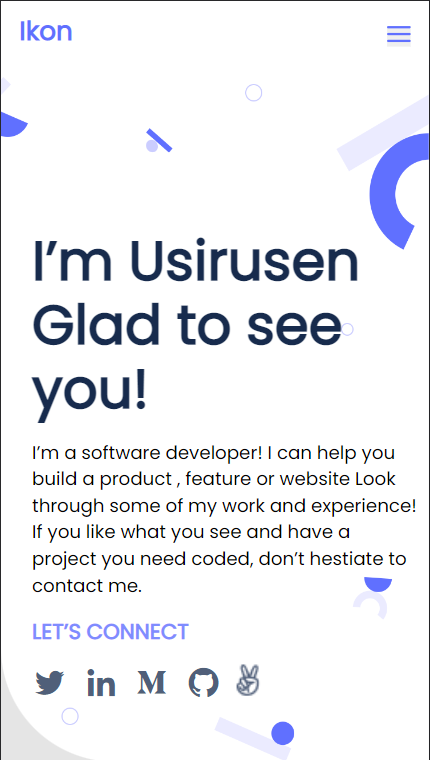 Ikon
I’m Usirusen
Glad to see
you!
I’m a software developer! I can help you
build a product , feature or website Look
through some of my work and experience!
If you like what you see and have a
project you need coded, don’t hestiate to
contact me.
LET’S CONNECT